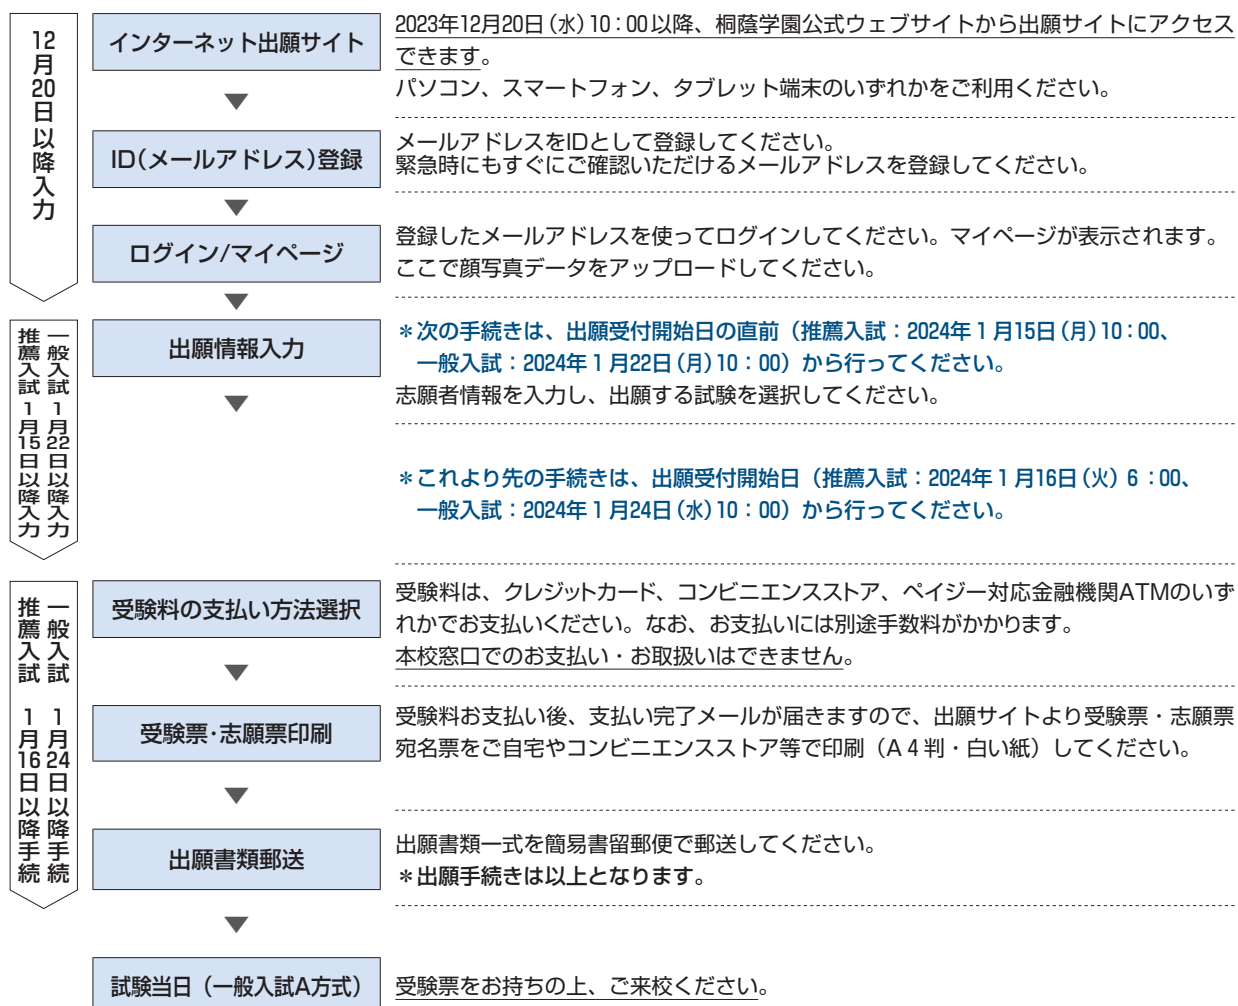 12月20日以降入力
インターネット出願サイト
2023年12月20日(水)10:00以降、桐蔭学園公式ウェブサイトから出願サイトにアクセス
できます。
パソコン、スマートフォン、タブレット端末のいずれかをご利用ください。
▼
ID(メールアドレス)登録
メールアドレスをIDとして登録してください。
緊急時にもすぐにご確認いただけるメールアドレスを登録してください。
▼
ログイン/マイページ
登録したメールアドレスを使ってログインしてください。マイページが表示されます。
ここで顔写真データをアップロードしてください。
▼
一般入試 1月22日以降入力
推薦入試 1月15日以降入力
出願情報入力
*次の手続きは、出願受付開始日の直前(推薦入試:2024年1月15日(月)10:00、
一般入試:2024年1月22日(月)10:00)から行ってください。
志願者情報を入力し、出願する試験を選択してください。
▼
*これより先の手続きは、出願受付開始日(推薦入試:2024年1月16日(火)6:00、
一般入試:2024年1月24日(水)10:00)から行ってください。
一般入試 1月24日以降手続
推薦入試 1月16日以降手続
受験料の支払い方法選択
受験料は、クレジットカード、コンビニエンスストア、ペイジー対応金融機関ATMのいず
れかでお支払いください。なお、お支払いには別途手数料がかかります。
本校窓口でのお支払い・お取扱いはできません。
▼
受験票・志願票印刷
受験料お支払い後、支払い完了メールが届きますので、出願サイトより受験票・志願票
宛名票をご自宅やコンビニエンスストア等で印刷(A4判・白い紙)してください。
▼
出願書類郵送
出願書類一式を簡易書留郵便で郵送してください。
*出願手続きは以上となります。
▼
試験当日(一般入試A方式)
受験票をお持ちの上、ご来校ください。